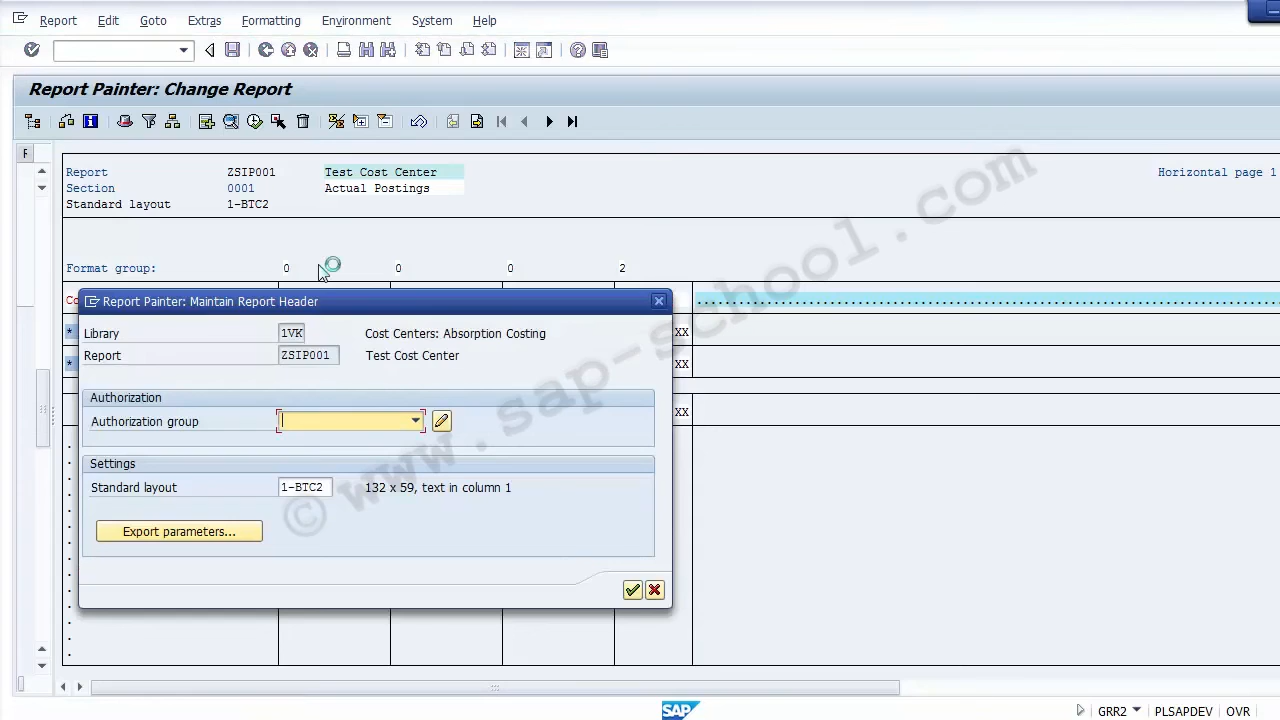 Report Edit Goto Extras Formatting Environment System Help
Report Painter: Change Report
F
Report ZSIP001 Test Cost Center Horizontal page 1
Section 0001 Actual Postings
Standard layout 1-BTC2
Format group: 0 0 0 2
Co
Report Painter: Maintain Report Header
Library 1VK Cost Centers: Absorption Costing
* XX
Report ZSIP001 Test Cost Center
* XX
Authorization
XX
Authorization group
Settings
Standard layout 1-BTC2 132 x 59, text in column 1
Export parameters...
© www.sap-school.com
SAP GRR2 PLSAPDEV OVR